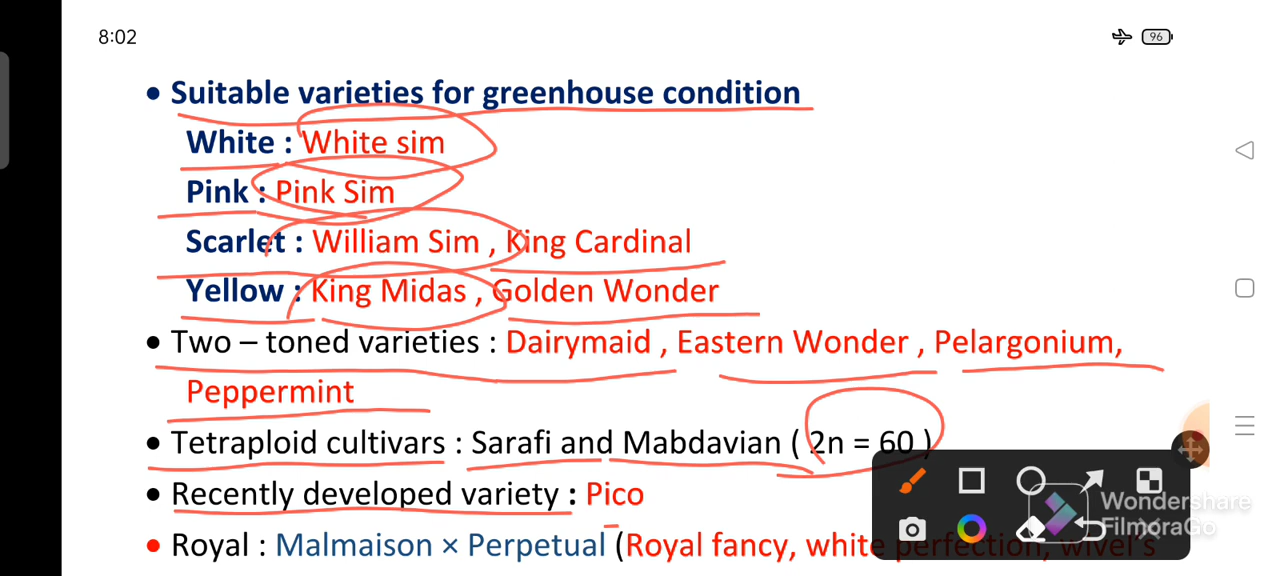 8:02
96
• Suitable varieties for greenhouse condition
White : White sim
Pink : Pink Sim
Scarlet : William Sim , King Cardinal
Yellow : King Midas , Golden Wonder
• Two – toned varieties : Dairymaid , Eastern Wonder , Pelargonium,
Peppermint
• Tetraploid cultivars : Sarafi and Mabdavian ( 2n = 60 )
• Recently developed variety : Pico
• Royal : Malmaison × Perpetual (Royal fancy, white perfection, wivel's
Wondershare
FilmoraGo